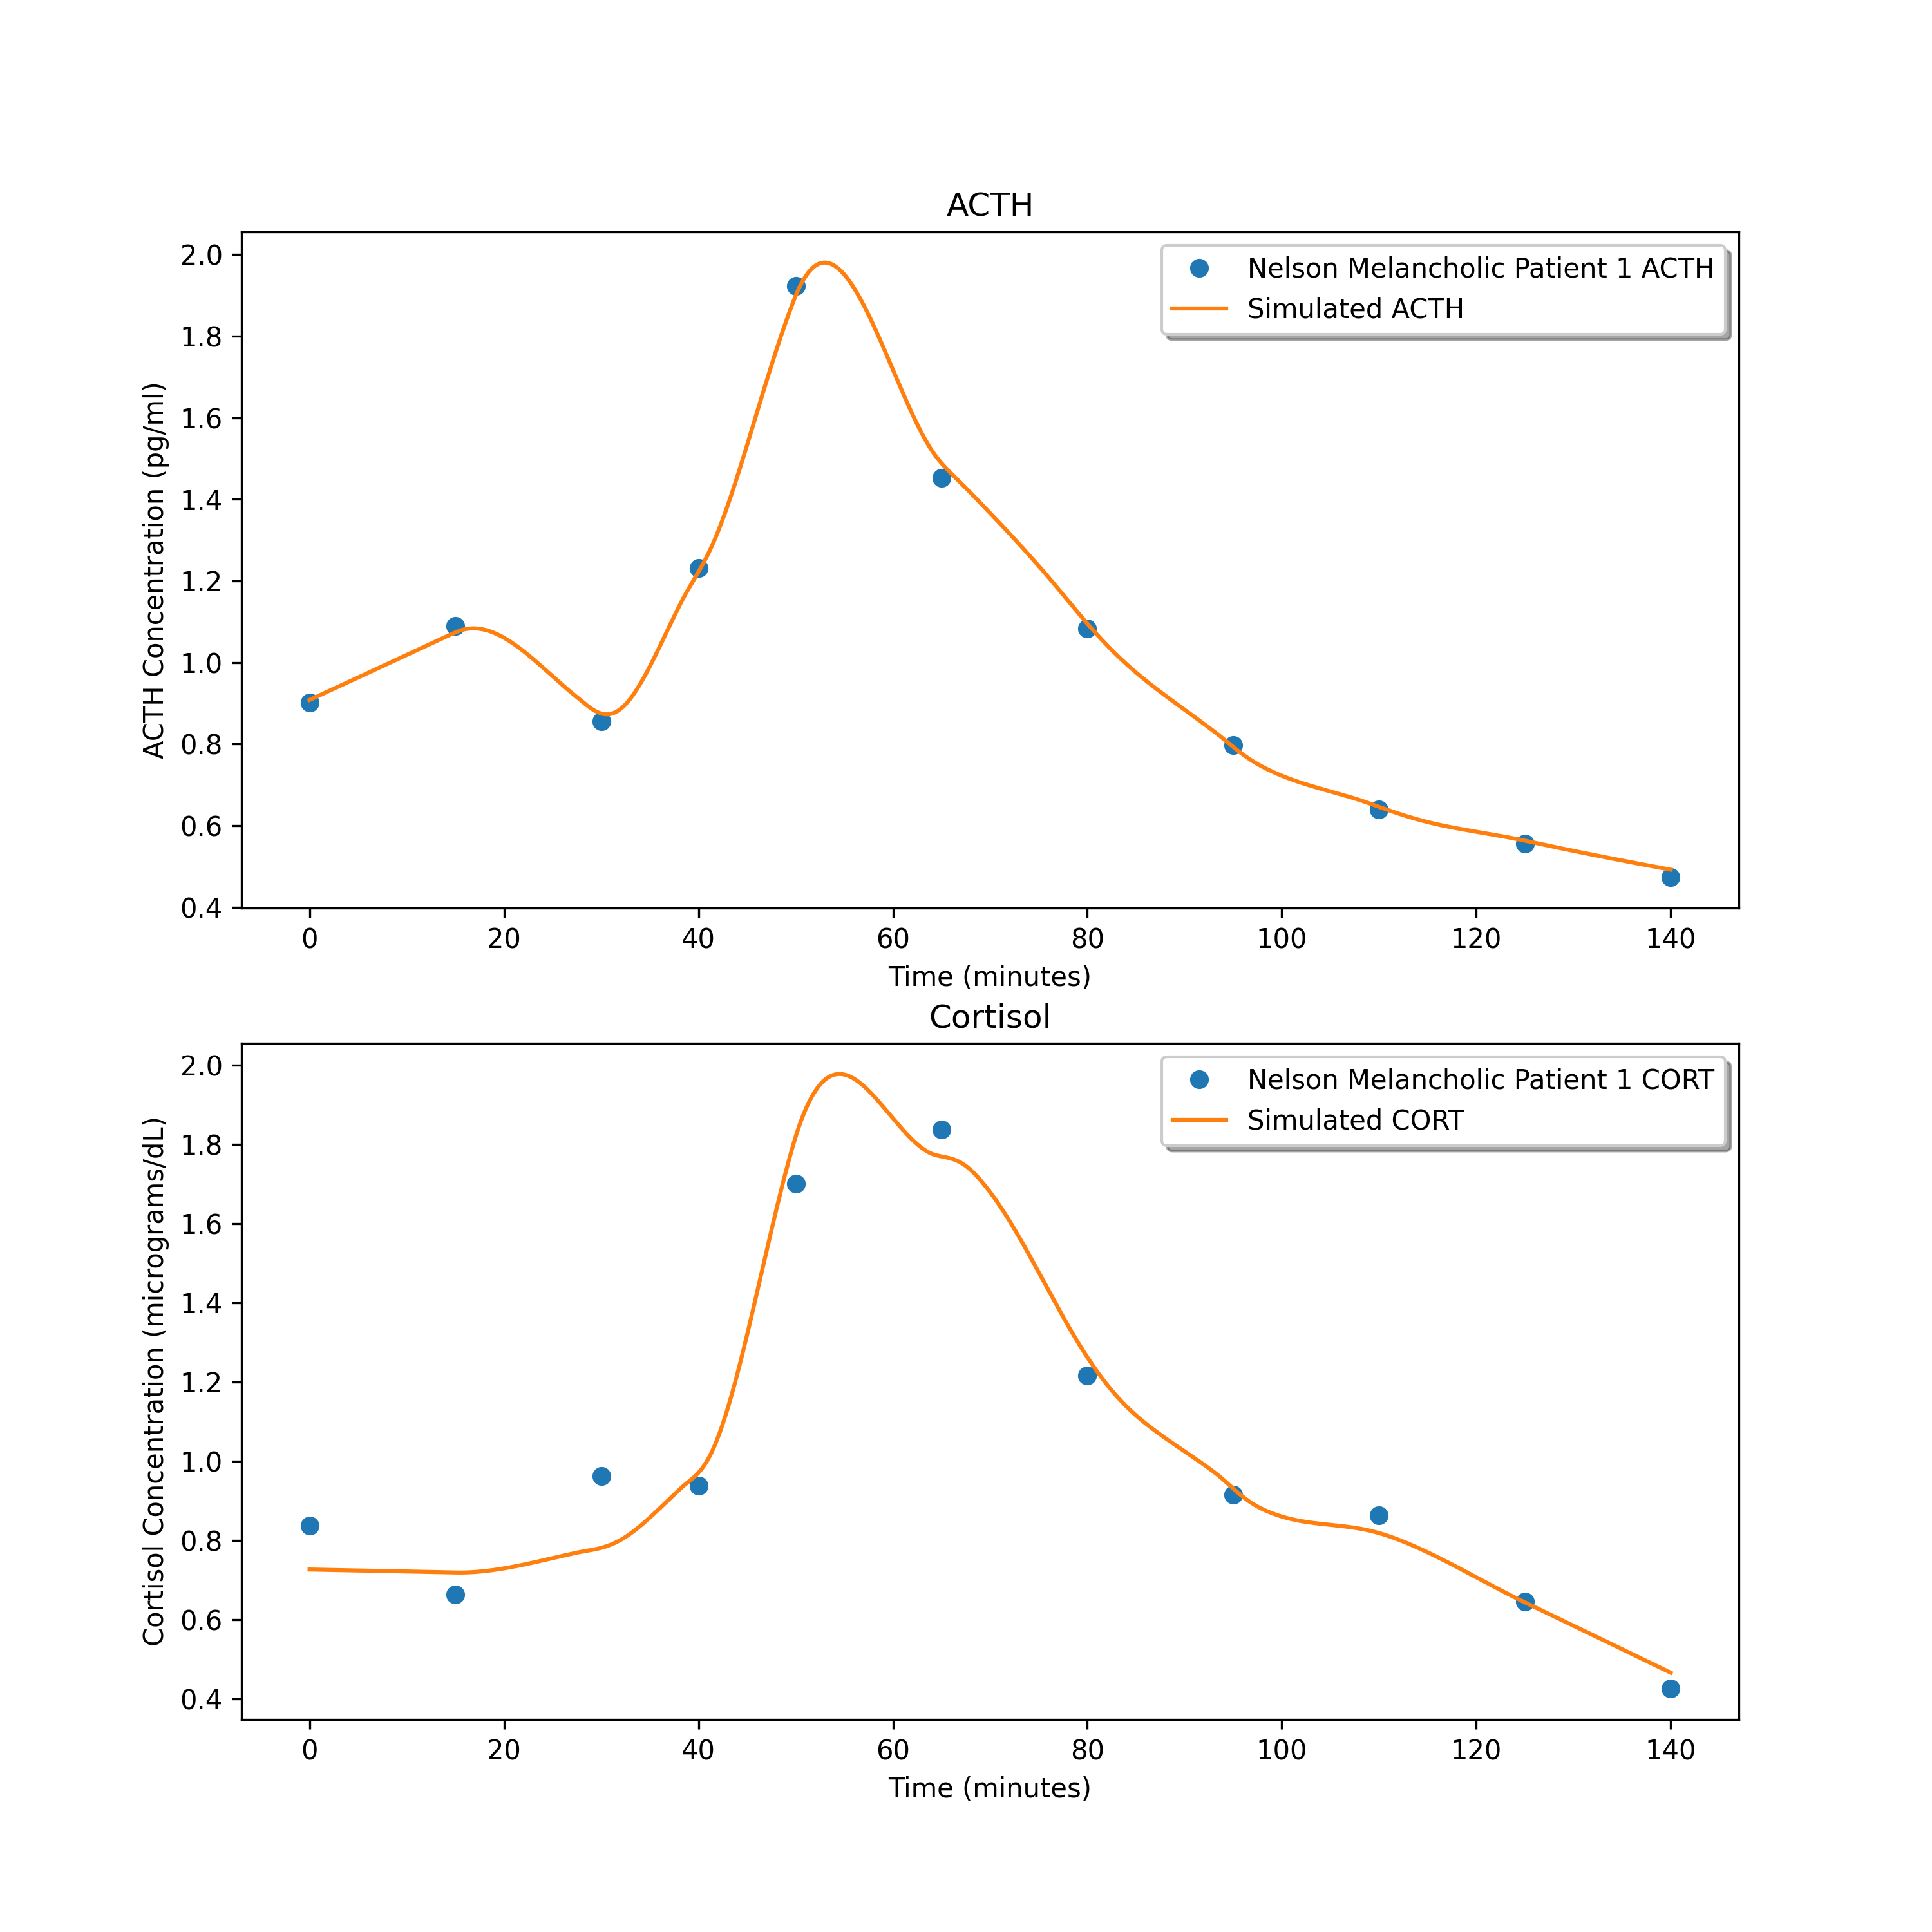 ACTH
2.0
1.8
1.6
1.4
1.2
1.0
0.8
0.6
0.4
ACTH Concentration (pg/ml)
Nelson Melancholic Patient 1 ACTH
Simulated ACTH
0 20 40 60 80 100 120 140
Time (minutes)
Cortisol
2.0
1.8
1.6
1.4
1.2
1.0
0.8
0.6
0.4
Cortisol Concentration (micrograms/dL)
Nelson Melancholic Patient 1 CORT
Simulated CORT
0 20 40 60 80 100 120 140
Time (minutes)